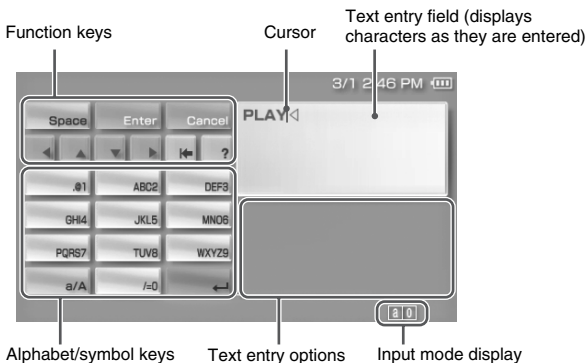 Function keys
Cursor
Text entry field (displays
characters as they are entered)
3/1 2:46 PM
Space Enter Cancel
?
PLAY
.@1 ABC2 DEF3
GHI4 JKL5 MNO6
PQRS7 TUV8 WXYZ9
a/A /=0
a 0
Alphabet/symbol keys
Text entry options
Input mode display